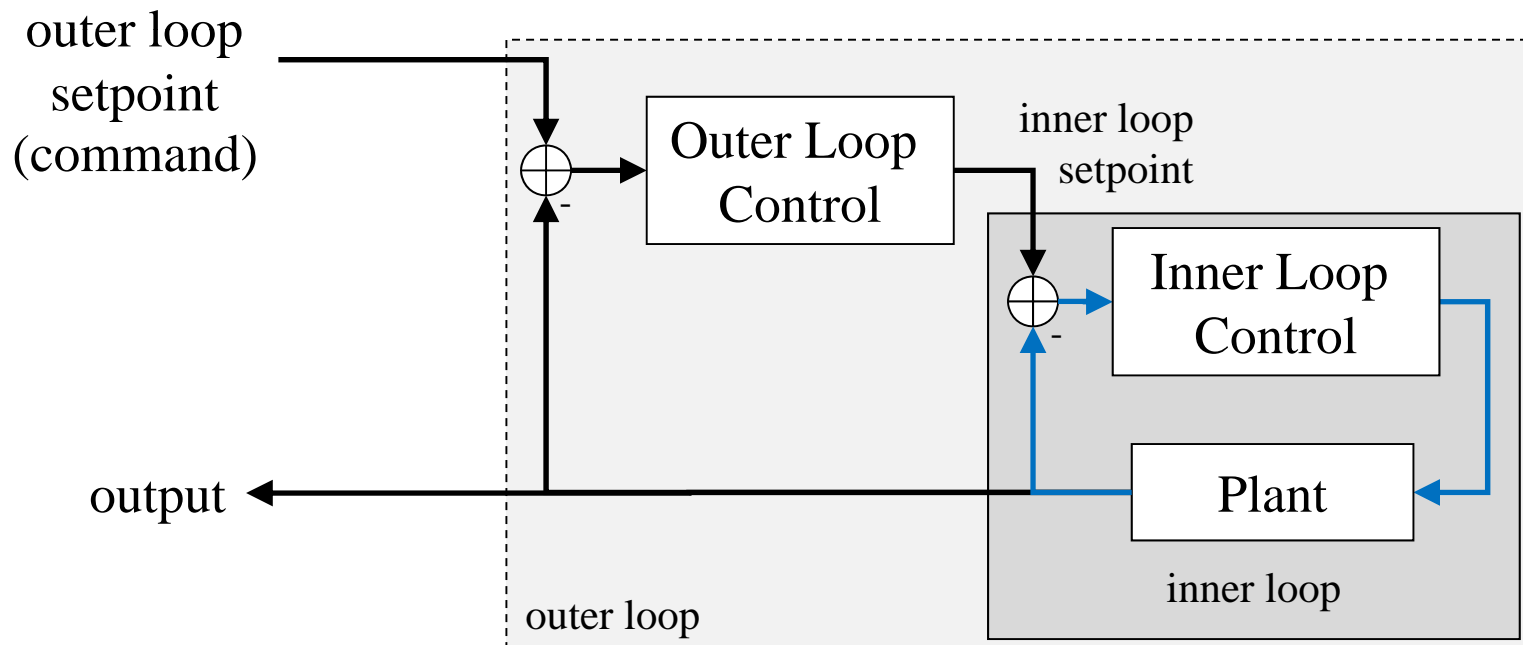 outer loop
setpoint
(command)
Outer Loop
Control
inner loop
setpoint
-
Inner Loop
Control
-
output
Plant
inner loop
outer loop